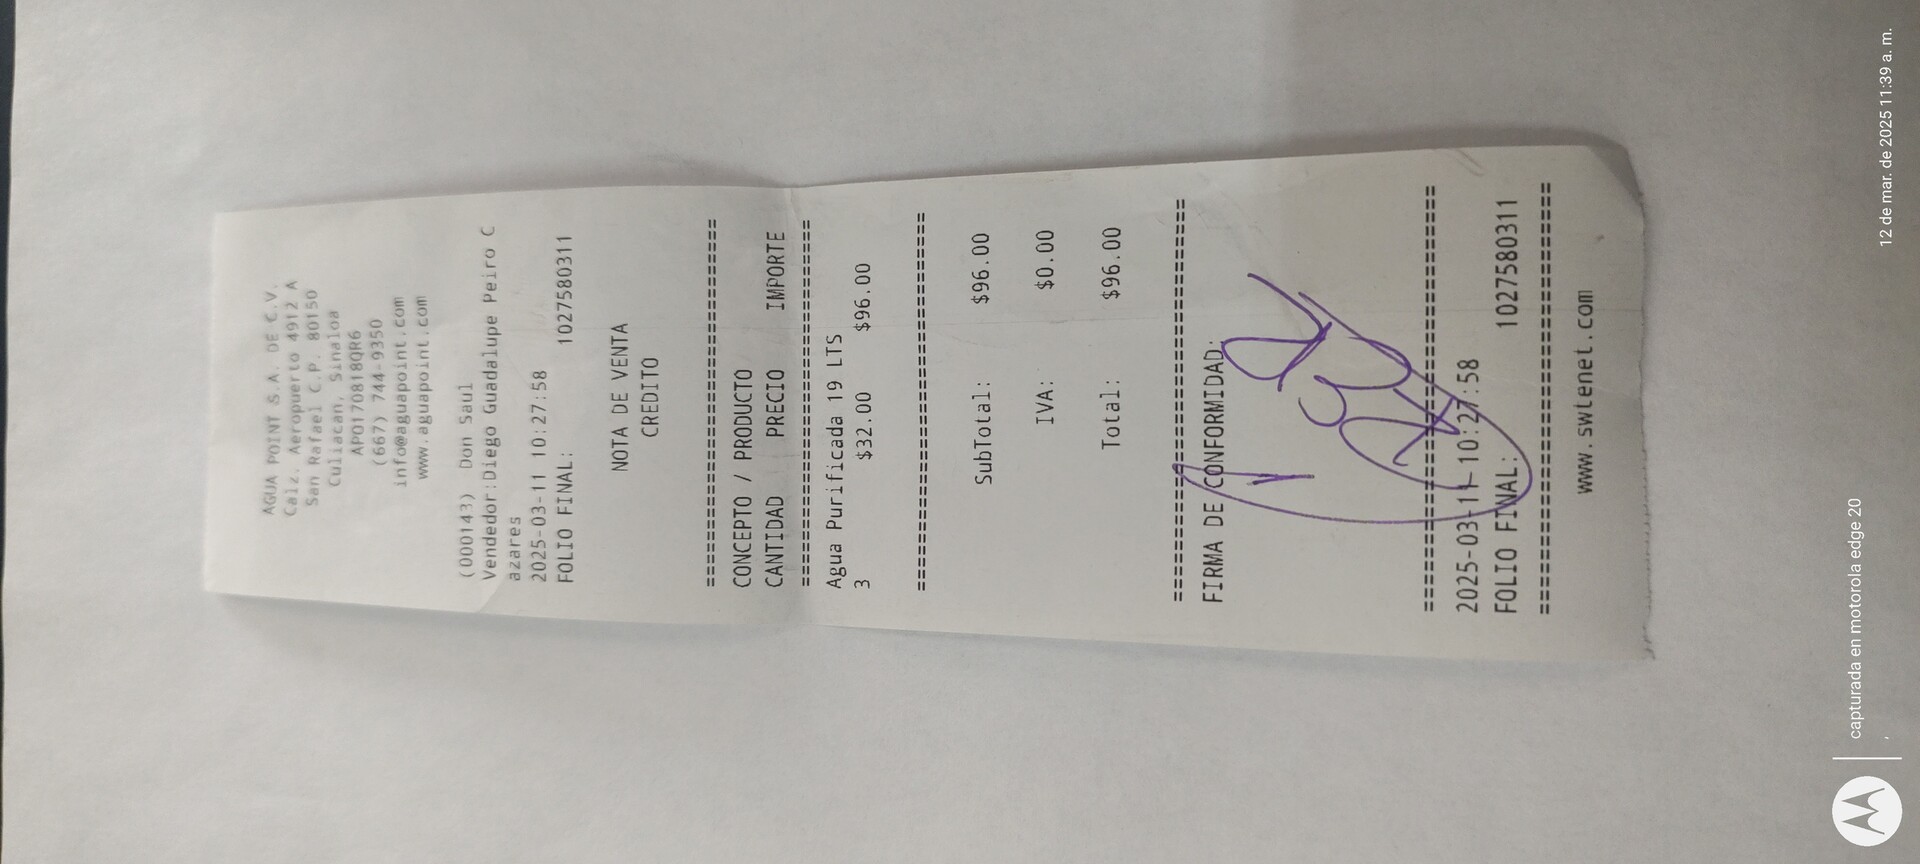 AGUA POINT S.A. DE C.V.
Calz. Aeropuerto 4912 A
San Rafael C.P. 80150
Culiacan, Sinaloa
APO170818QR6
(667) 744-9350
info@aguapoint.com
www.aguapoint.com
(000143) Don Saul
Vendedor:Diego Guadalupe Peiro C
azares
2025-03-11 10:27:58
FOLIO FINAL: 1027580311
NOTA DE VENTA
CREDITO
================================
CONCEPTO / PRODUCTO
CANTIDAD PRECIO IMPORTE
================================
Agua Purificada 19 LTS
3 $32.00 $96.00
================================
SubTotal: $96.00
IVA: $0.00
Total: $96.00
================================
FIRMA DE CONFORMIDAD:
================================
2025-03-11 10:27:58
FOLIO FINAL: 1027580311
================================
www.swtenet.com
capturada en motorola edge 20
,
12 de mar. de 2025 11:39 a. m.